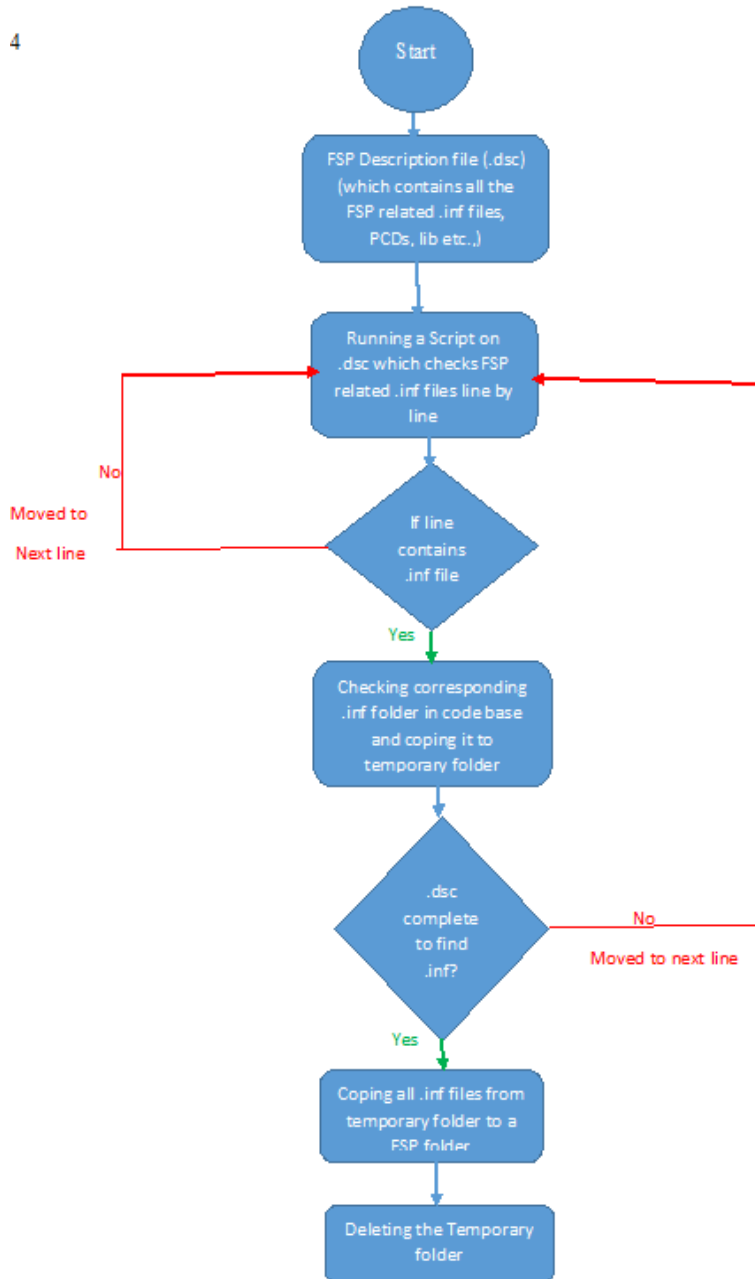 4
Start
FSP Description file (.dsc)
(which contains all the
FSP related .inf files,
PCDs, lib etc.,)
Running a Script on
.dsc which checks FSP
related .inf files line by
line
No
Moved to
Next line
If line
contains
.inf file
Yes
Checking corresponding
.inf folder in code base
and coping it to
temporary folder
.dsc
complete
to find
.inf?
No
Moved to next line
Yes
Coping all .inf files from
temporary folder to a
FSP folder
Deleting the Temporary
folder